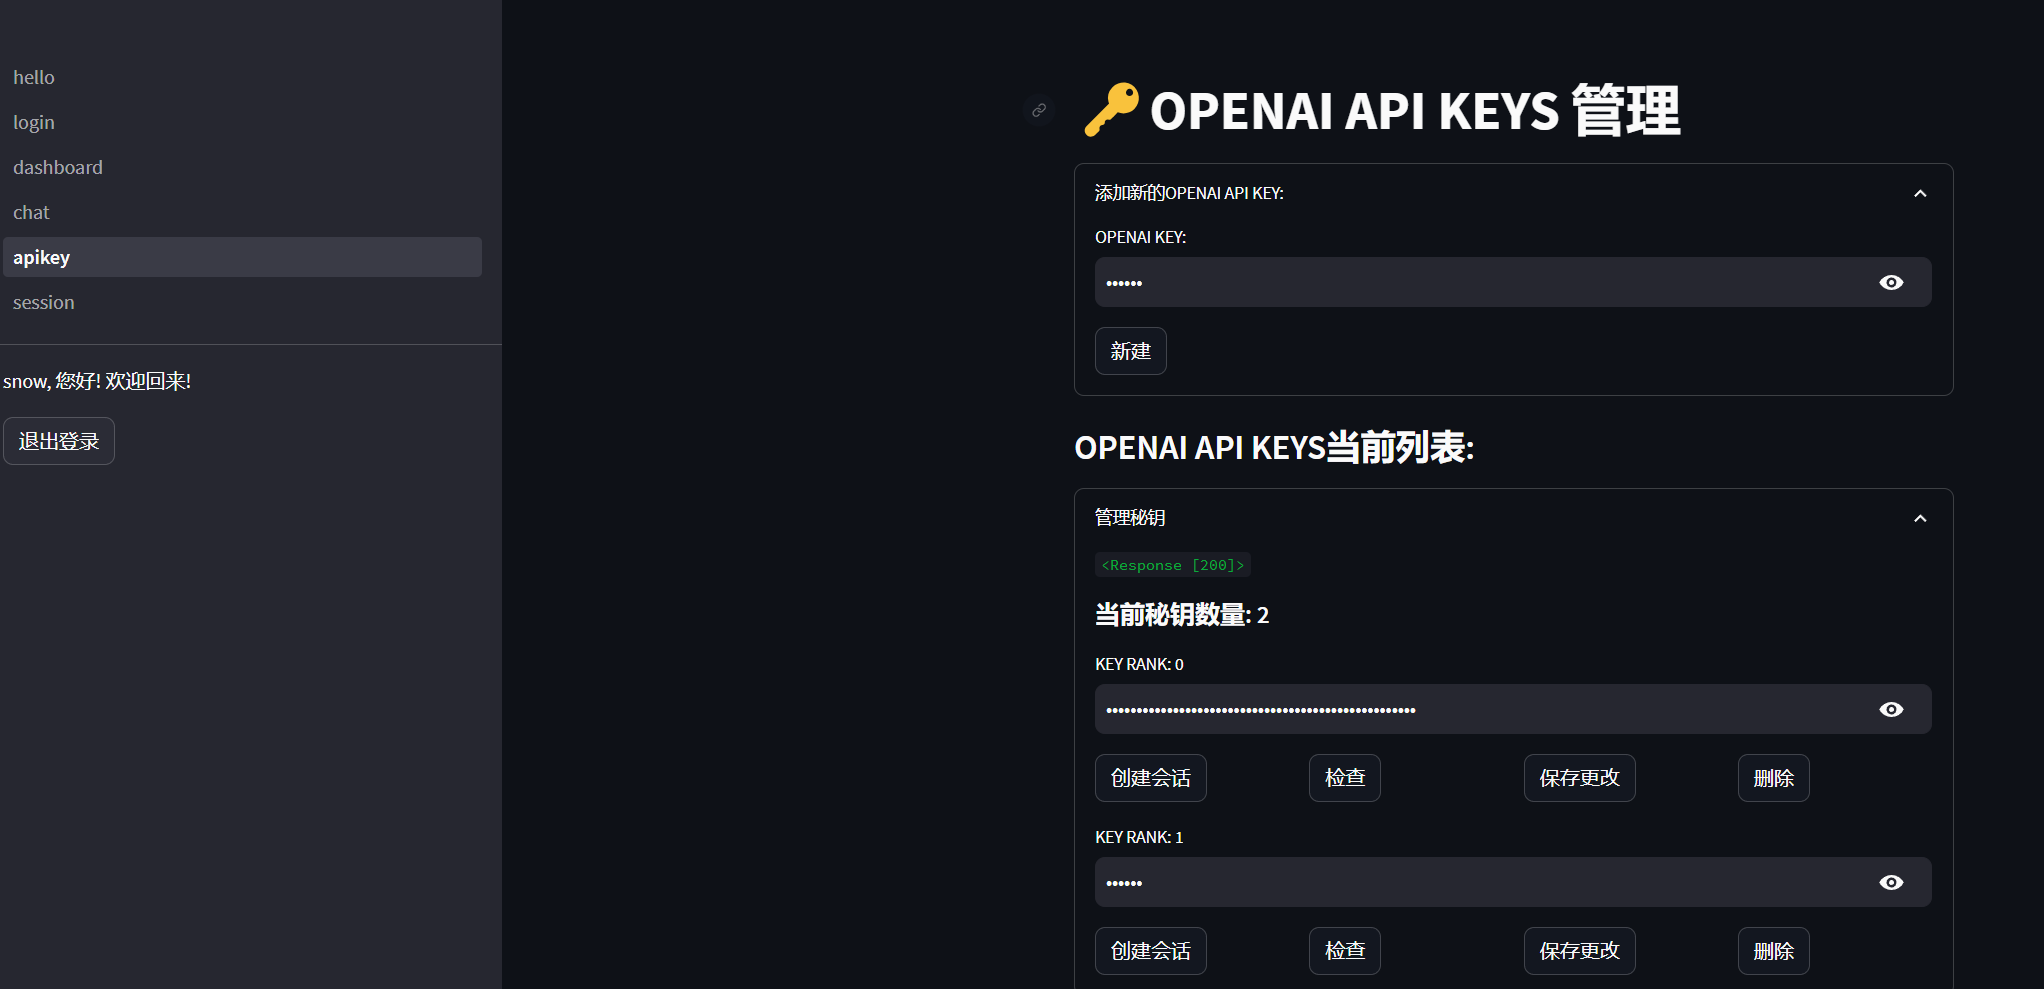 hello
login
dashboard
chat
apikey
session
snow, 您好! 欢迎回来!
退出登录
OPENAI API KEYS 管理
添加新的OPENAI API KEY:
OPENAI KEY:
新建
OPENAI API KEYS当前列表:
管理秘钥
<Response [200]>
当前秘钥数量: 2
KEY RANK: 0
创建会话 检查 保存更改 删除
KEY RANK: 1
创建会话 检查 保存更改 删除